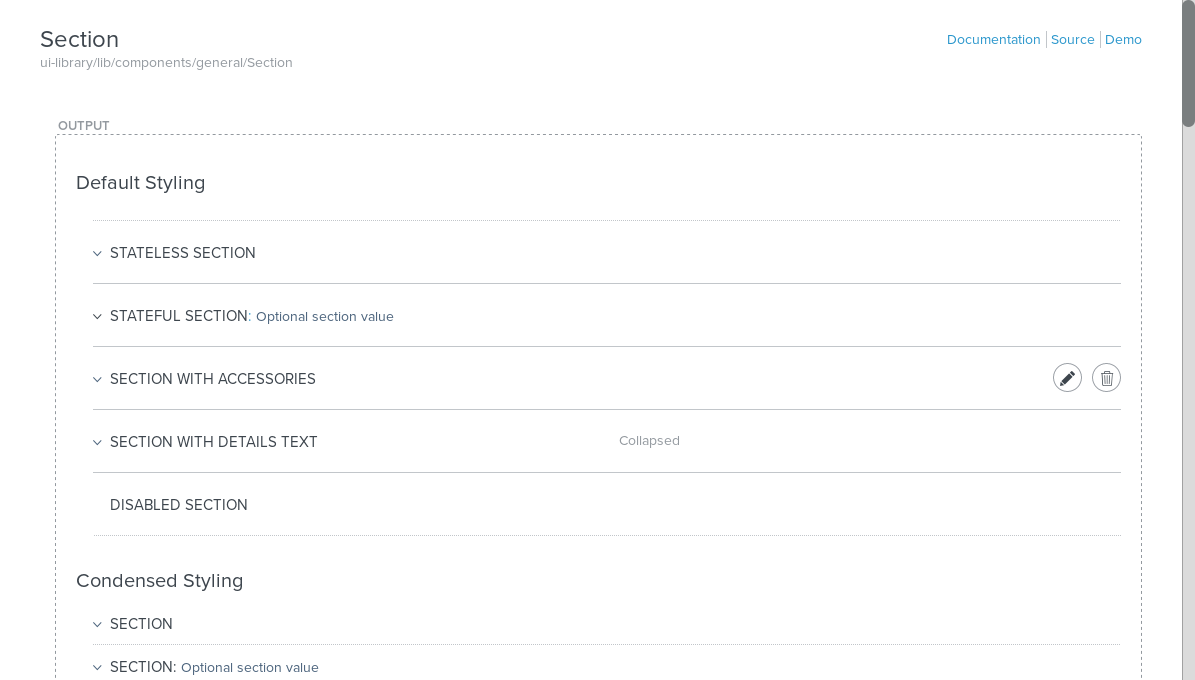 Section
Documentation Source Demo
ui-library/lib/components/general/Section
OUTPUT
Default Styling
STATELESS SECTION
STATEFUL SECTION: Optional section value
SECTION WITH ACCESSORIES
SECTION WITH DETAILS TEXT Collapsed
DISABLED SECTION
Condensed Styling
SECTION
SECTION: Optional section value